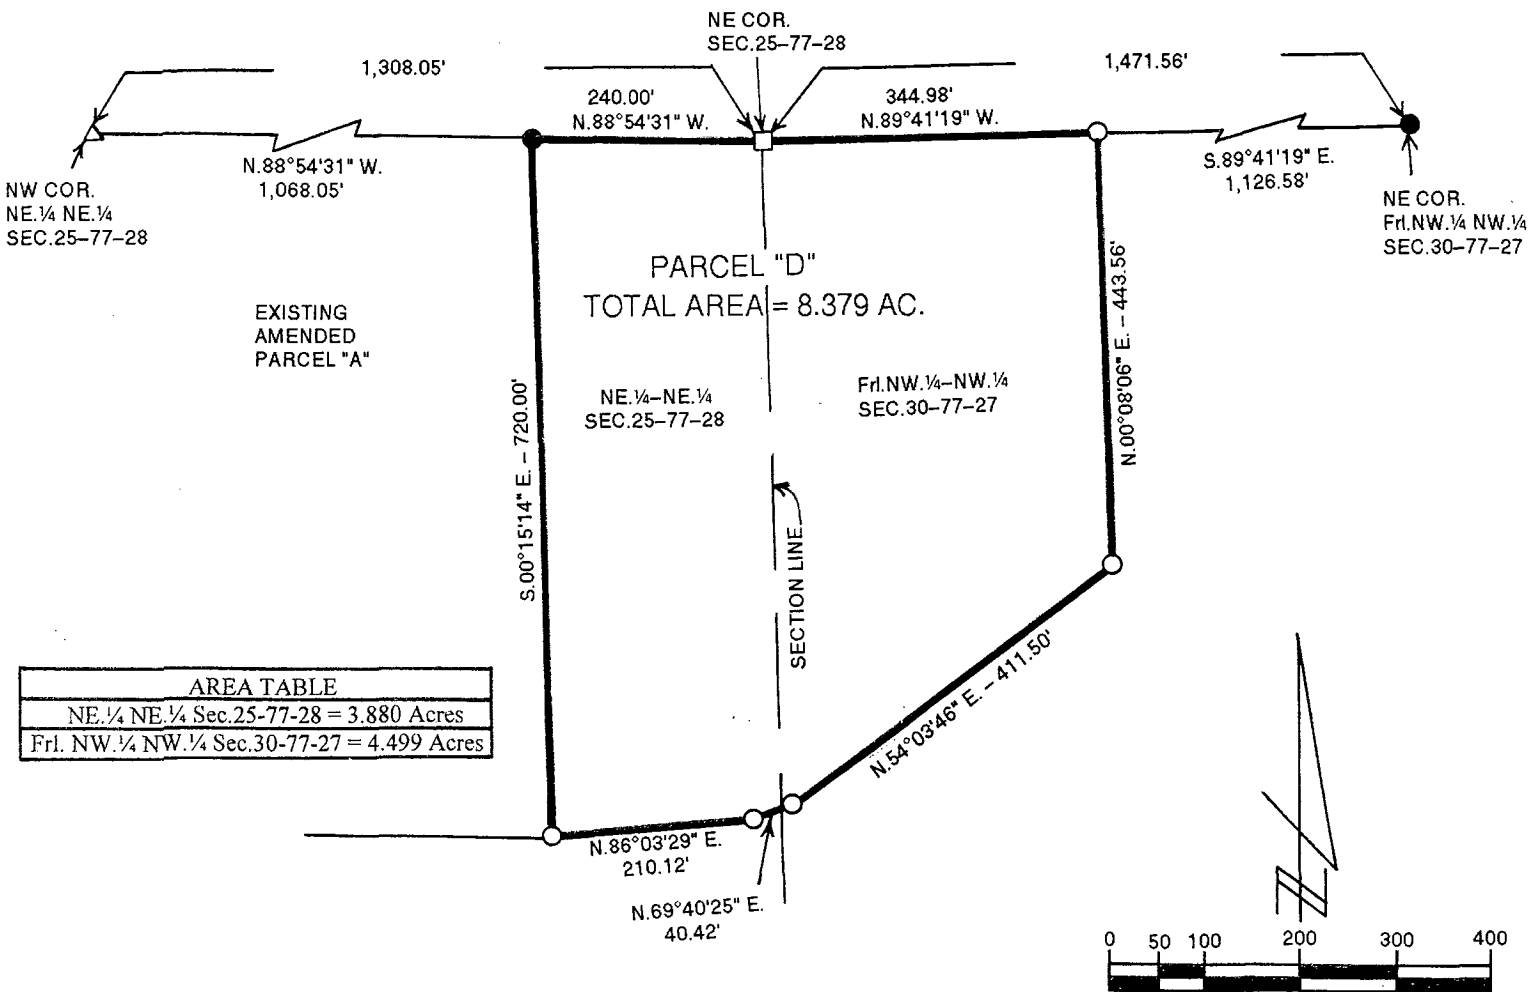 NE COR.
SEC.25–77–28
1,308.05'
1,471.56'
240.00'
N.88°54'31" W.
344.98'
N.89°41'19" W.
N.88°54'31" W.
1,068.05'
S.89°41'19" E.
1,126.58'
NW COR.
NE.¼ NE.¼
SEC.25–77–28
NE COR.
Frl.NW.¼ NW.¼
SEC.30–77–27
PARCEL "D"
TOTAL AREA = 8.379 AC.
EXISTING
AMENDED
PARCEL "A"
NE.¼–NE.¼
SEC.25–77–28
Frl.NW.¼–NW.¼
SEC.30–77–27
S.00°15'14" E. – 720.00'
N.00°08'06" E. – 443.56'
SECTION LINE
N.54°03'46" E. – 411.50'
AREA TABLE
NE.¼ NE.¼ Sec.25-77-28 = 3.880 Acres
Frl. NW.¼ NW.¼ Sec.30-77-27 = 4.499 Acres
N.86°03'29" E.
210.12'
N.69°40'25" E.
40.42'
N
0 50 100 200 300 400